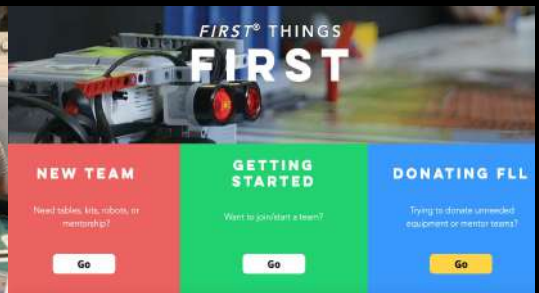 FIRST® THINGS
FIRST
NEW TEAM
Need tables, kits, robots, or
mentorship?
Go
GETTING
STARTED
Want to join/start a team?
Go
DONATING FLL
Trying to donate unneeded
equipment or mentor teams?
Go